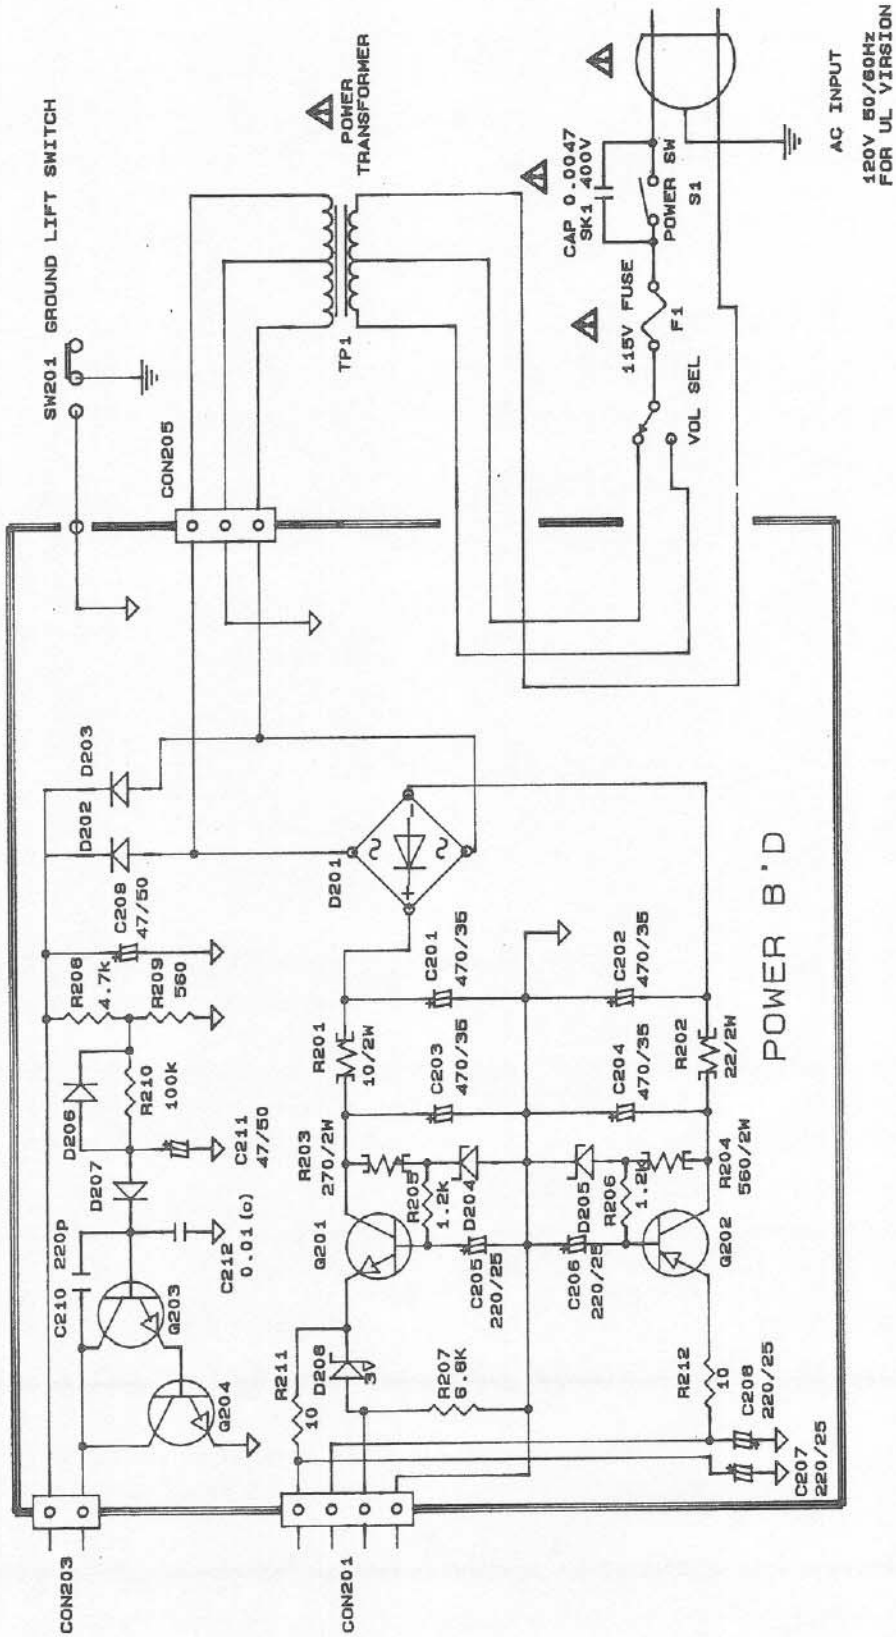 SW201 GROUND LIFT SWITCH
CON205
POWER
TRANSFORMER
TP1
CAP 0.0047
SK1 400V
POWER SW
S1
115V FUSE
F1
VOL SEL
AC INPUT
120V 50/60Hz
FOR UL VIRSION
D203
D202
C208
47/50
R208
4.7k
R209
560
D206
R210
100k
C211
47/50
D207
220p
C210
C212
0.01(o)
Q203
Q204
CON203
D201
+
-
R201
10/2W
C201
470/35
C202
470/35
C203
470/35
C204
470/35
R202
22/2W
R203
270/2W
R205
1.2k
D204
D205
R206
1.2k
R204
560/2W
Q201
C205
220/25
C206
220/25
Q202
R211
10
D208
3V
R207
6.6K
R212
10
C208
220/25
C207
220/25
CON201
POWER B'D